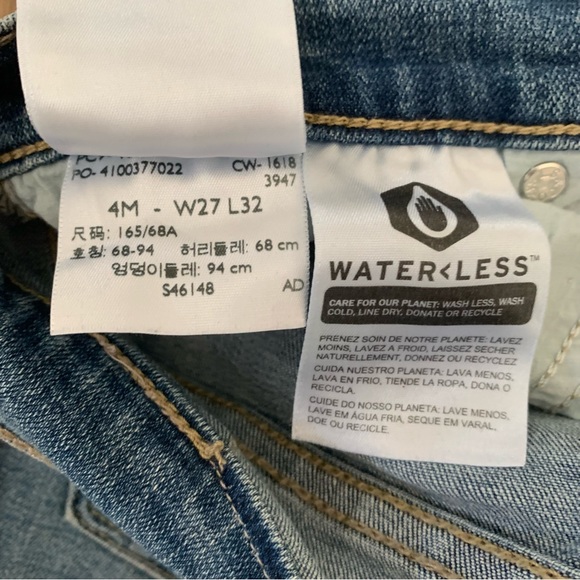 PO- 4100377022
CW- 1618
3947
4M - W27 L32
尺码: 165/68A
호칭: 68-94 허리둘레: 68 cm
엉덩이둘레: 94 cm
S46148 AD
WATER<LESS™
CARE FOR OUR PLANET: WASH LESS, WASH
COLD, LINE DRY, DONATE OR RECYCLE
PRENEZ SOIN DE NOTRE PLANETE: LAVEZ
MOINS, LAVEZ A FROID, LAISSEZ SECHER
NATURELLEMENT, DONNEZ OU RECYCLEZ
CUIDA NUESTRO PLANETA: LAVA MENOS,
LAVA EN FRIO, TIENDE LA ROPA, DONA O
RECICLA.
CUIDE DO NOSSO PLANETA: LAVE MENOS,
LAVE EM ÁGUA FRIA, SEQUE EM VARAL,
DOE OU RECICLE.